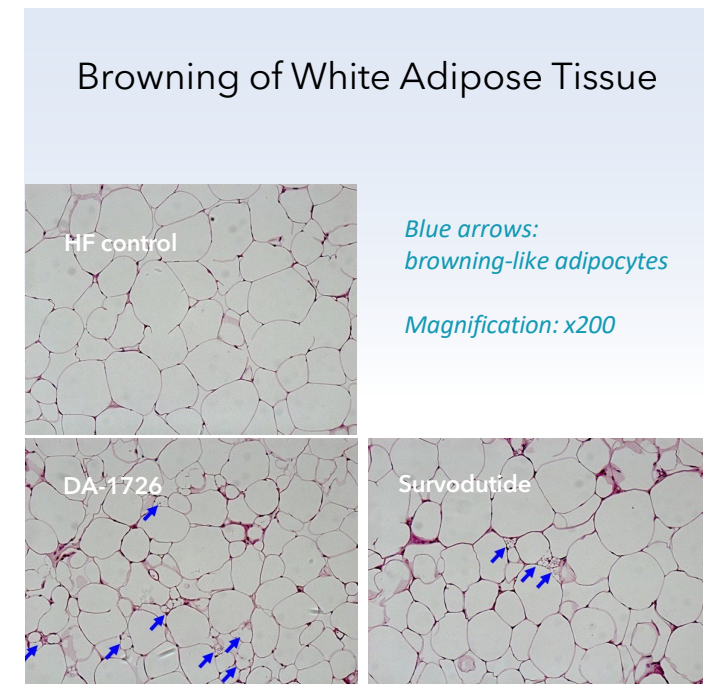 Browning of White Adipose Tissue
HF control
Blue arrows:
browning-like adipocytes
Magnification: x200
DA-1726
Survodutide